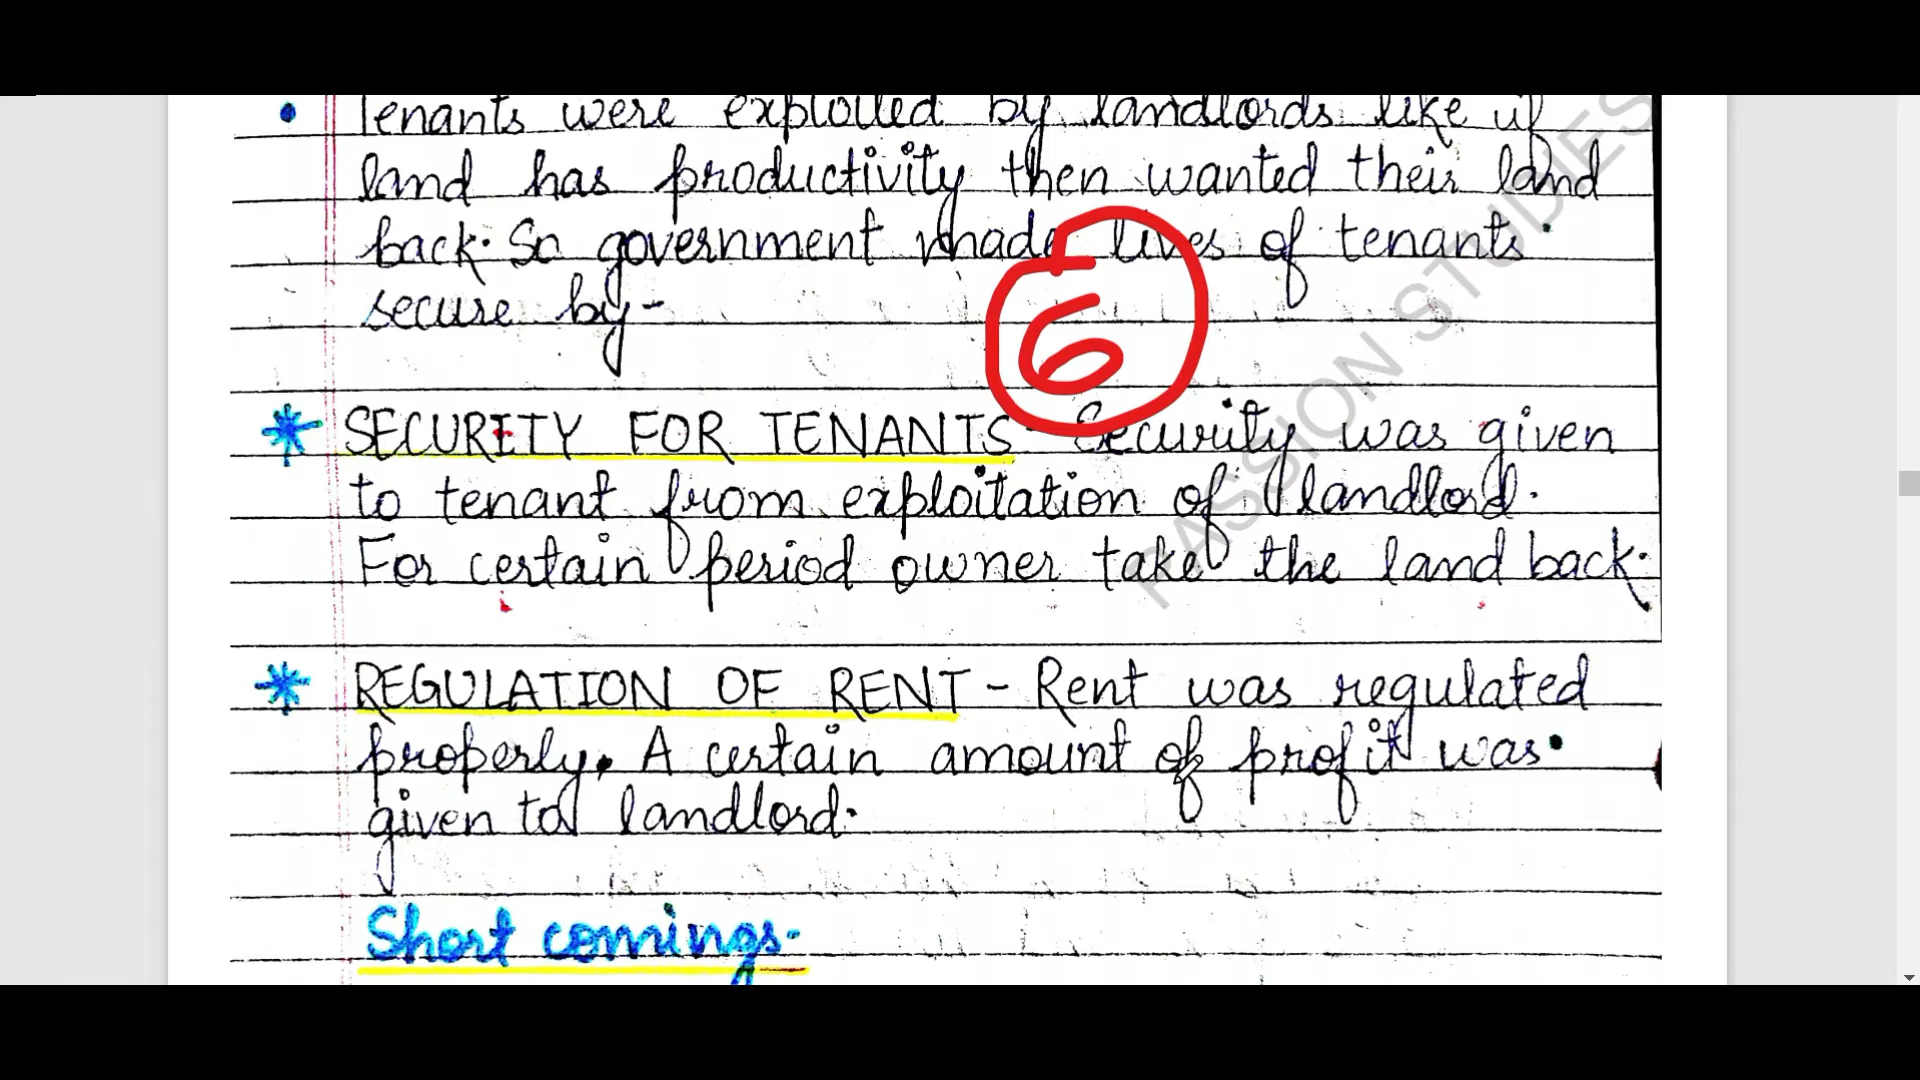 • Tenants were exploited by landlords like if
land has productivity then wanted their land
back. So government made lives of tenants
secure by-
6
* SECURITY FOR TENANTS - Security was given
to tenant from exploitation of landlord.
For certain period owner take the land back.
* REGULATION OF RENT - Rent was regulated
properly. A certain amount of profit was
given to landlord.
Short comings-
PASSION STUDIES